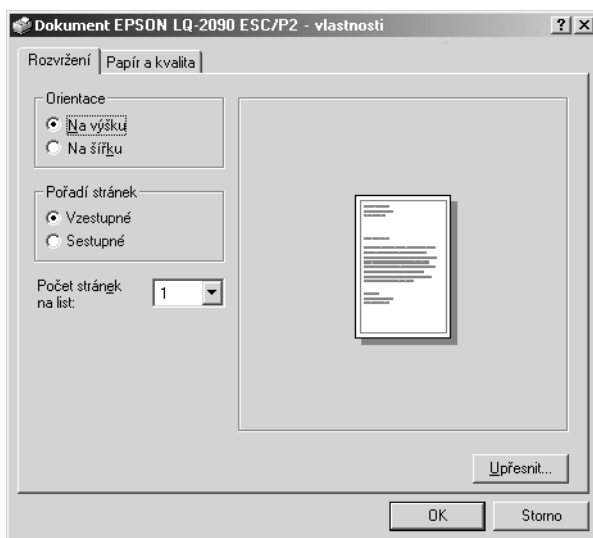 Dokument EPSON LQ-2090 ESC/P2 - vlastnosti
Rozvržení
Papír a kvalita
Orientace
Na výšku
Na šířku
Pořadí stránek
Vzestupné
Sestupné
Počet stránek
na list:
1
Upřesnit...
OK
Storno